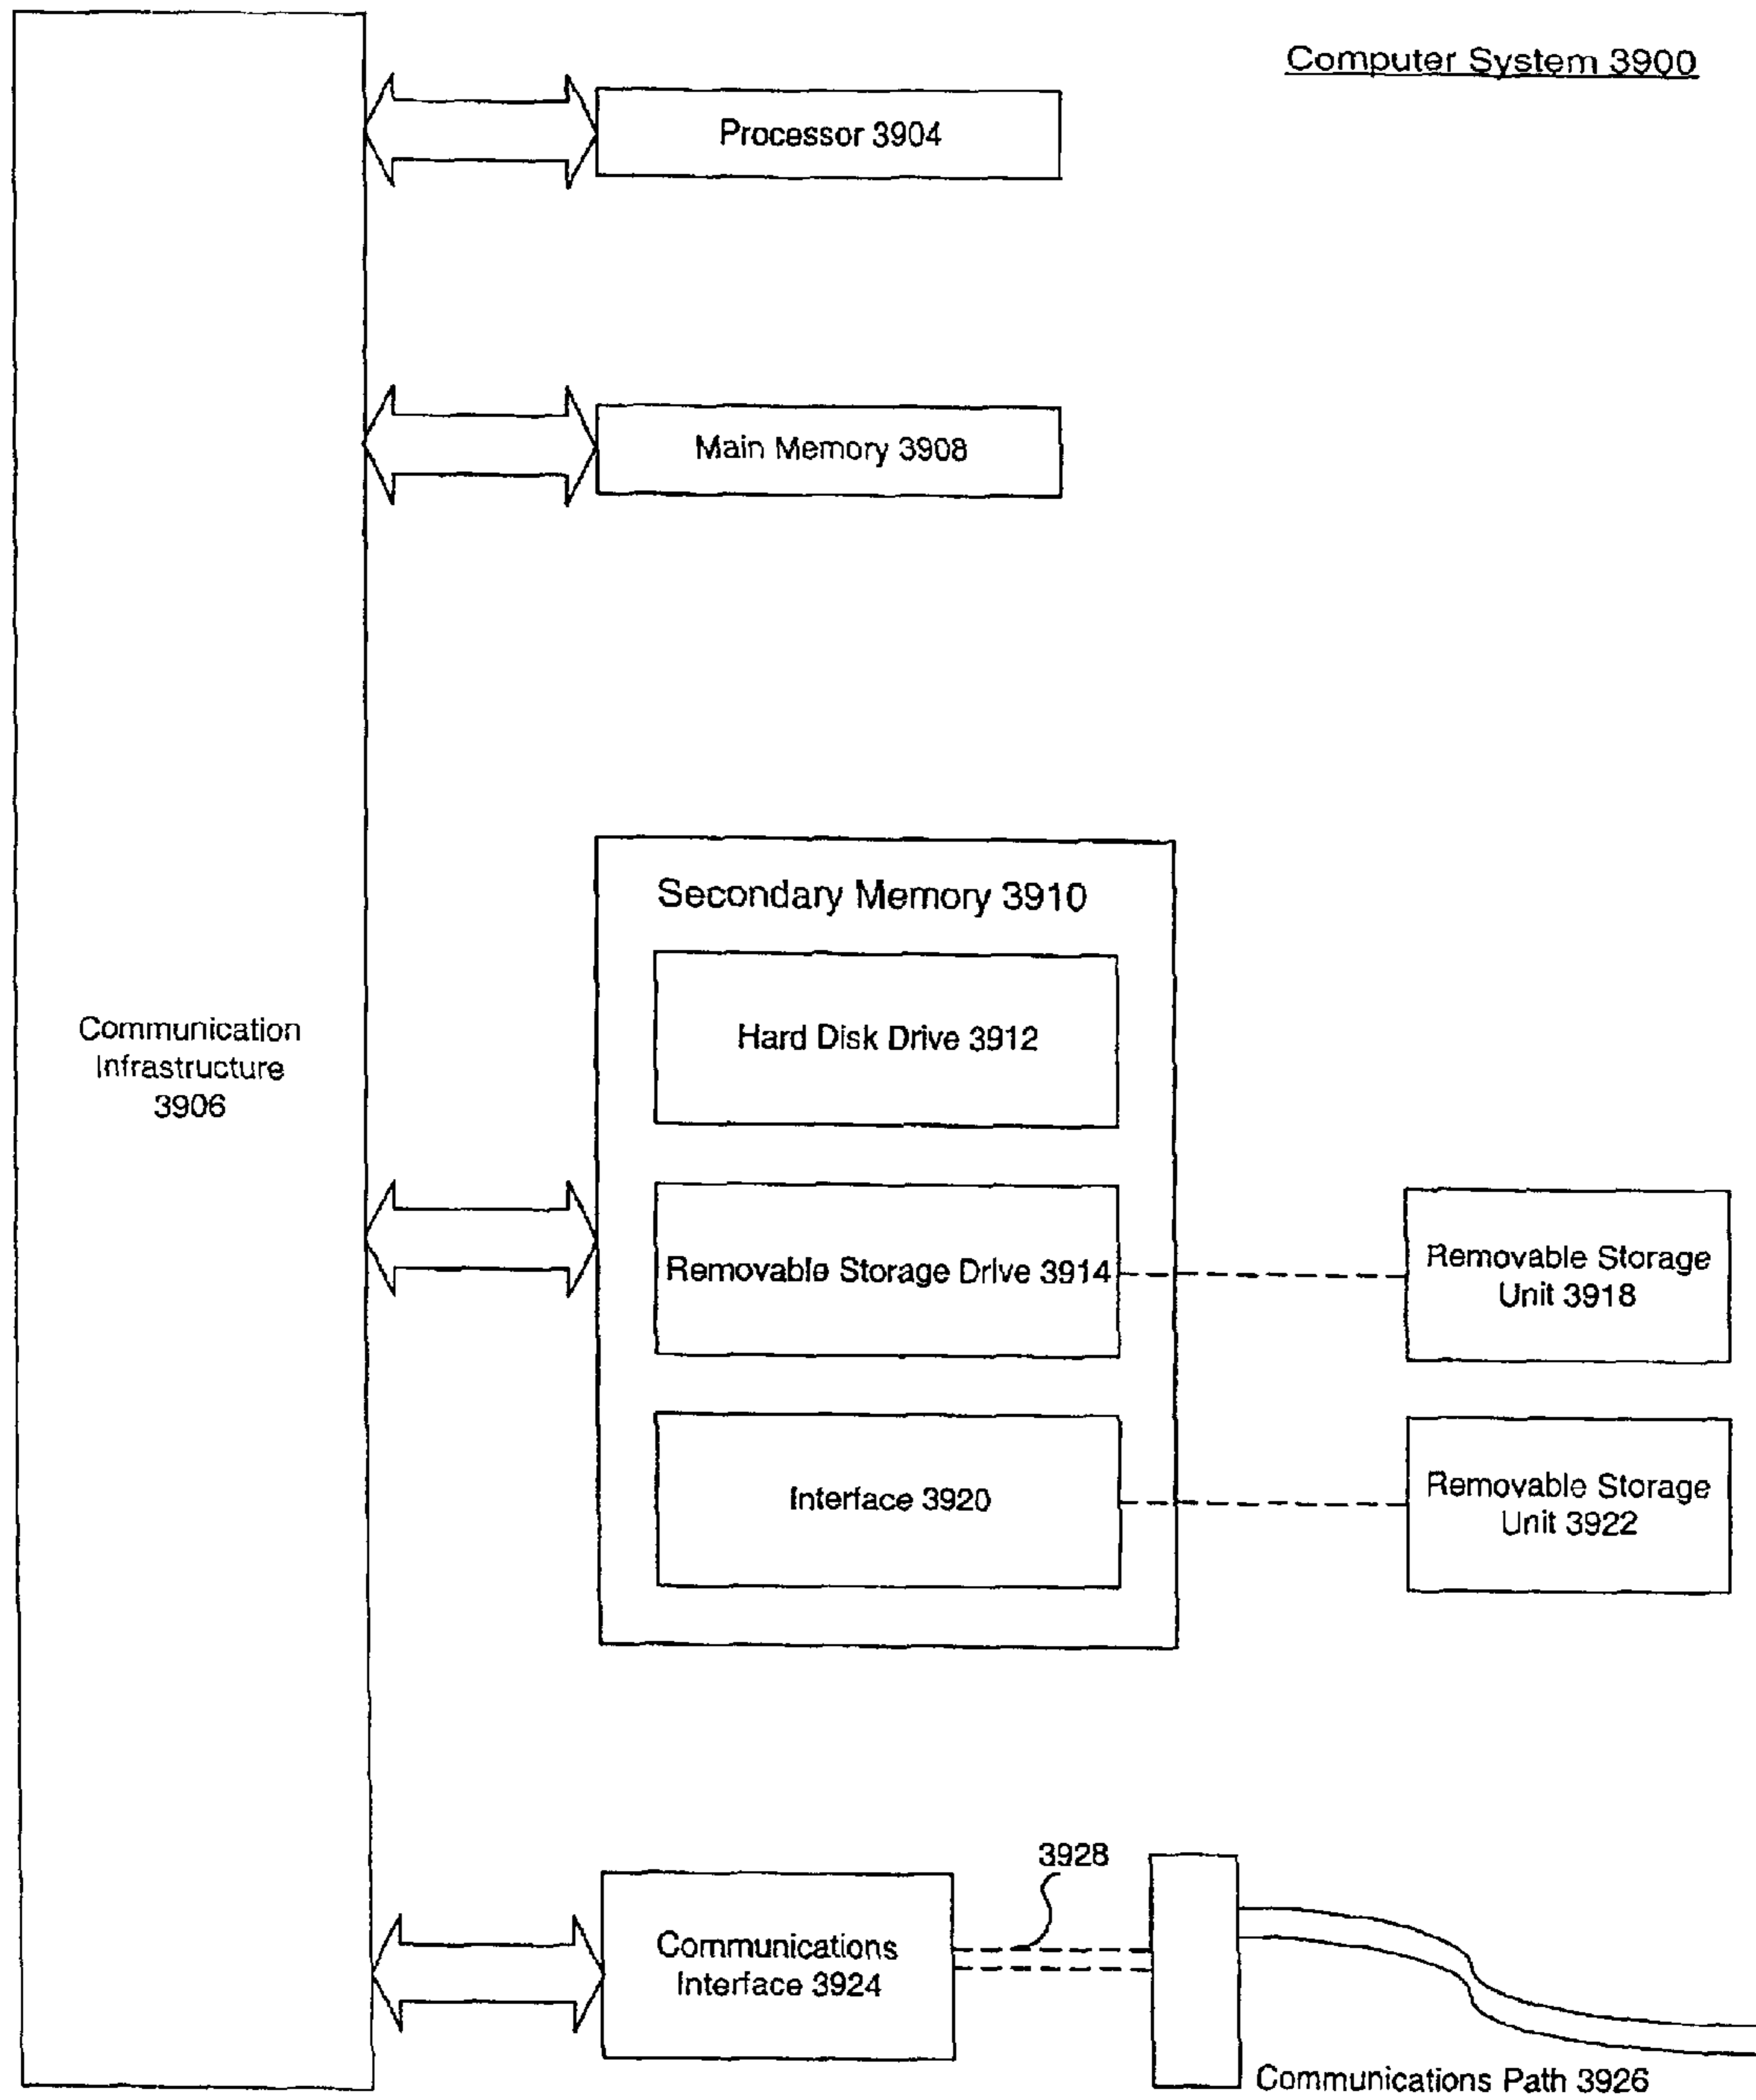 Computer System 3900
Processor 3904
Main Memory 3908
Secondary Memory 3910
Hard Disk Drive 3912
Communication
Infrastructure
3906
Removable Storage Drive 3914
Removable Storage
Unit 3918
Interface 3920
Removable Storage
Unit 3922
3928
Communications
Interface 3924
Communications Path 3926